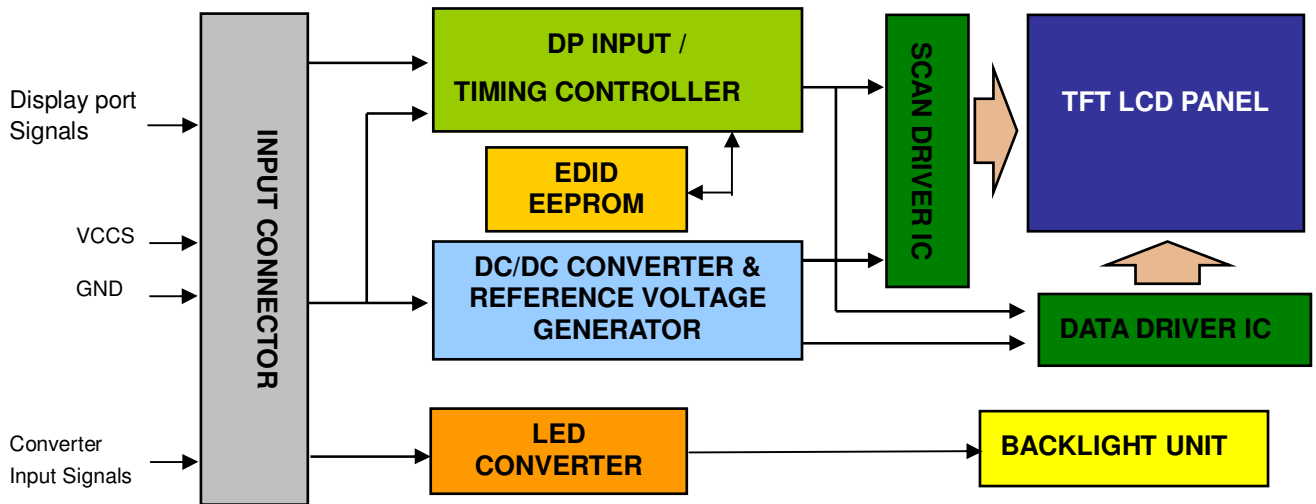 Display port
Signals
VCCS
GND
Converter
Input Signals
INPUT CONNECTOR
DP INPUT /
TIMING CONTROLLER
EDID
EEPROM
DC/DC CONVERTER &
REFERENCE VOLTAGE
GENERATOR
LED
CONVERTER
SCAN DRIVER IC
TFT LCD PANEL
DATA DRIVER IC
BACKLIGHT UNIT